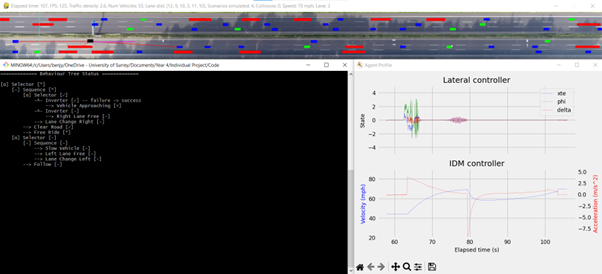 Elapsed time: 107.195, FPS: 120, Traffic density: 2.6, Num Vehicles: 53, Lane dist: [12, 9, 10, 3, 11, 10], Scenarios simulated: 4, Collisions: 0, Speed: 70 mph, Lane: 2
MINGW64:/c/Users/benjy/OneDrive - University of Surrey/Documents/Year 4/Individual Project/Code
============== Behaviour Tree Status ==============
[o] Selector [*]
[-] Sequence [*]
[o] Selector [✓]
-^- Inverter [✓] -- failure -> success
--> Vehicle Approaching [×]
-^- Inverter [-]
--> Right Lane Free [-]
--> Lane Change Right [-]
--> Clear Road [✓]
--> Free Ride [*]
[o] Selector [-]
[-] Sequence [-]
--> Slow Vehicle [-]
--> Left Lane Free [-]
--> Lane Change Left [-]
--> Follow [-]
Agent Profile
Lateral controller
State
4
2
0
−2
−4
xte
phi
delta
IDM controller
Velocity (mph)
80
60
40
20
5.0
2.5
0.0
−2.5
−5.0
−7.5
Acceleration (m/s^2)
60
70
80
90
100
Elapsed time (s)